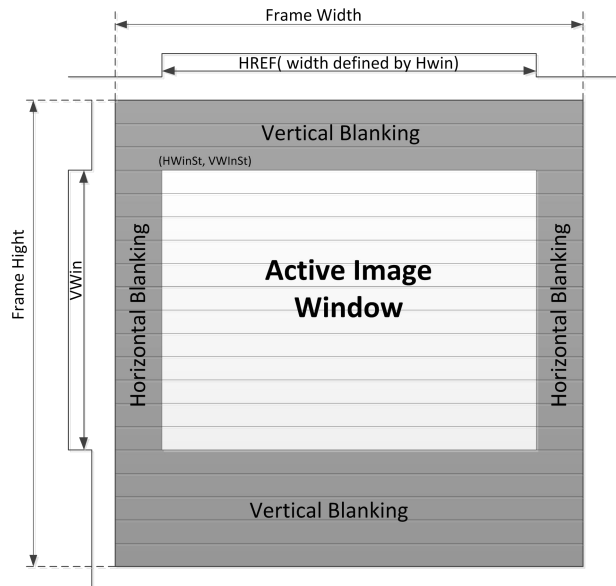 Frame Width
HREF( width defined by Hwin)
Vertical Blanking
(HWinSt, VWInSt)
Frame Hight
VWin
Horizontal Blanking
Active Image
Window
Horizontal Blanking
Vertical Blanking